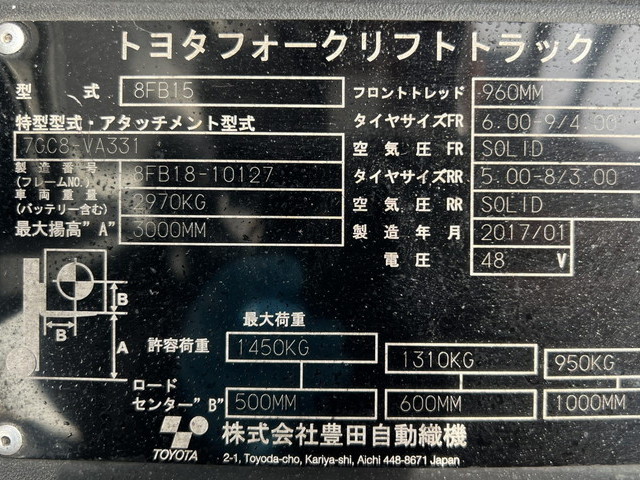 トヨタフォークリフトトラック
型式 8FB15 フロントトレッド 960MM
特型型式・アタッチメント型式 タイヤサイズFR 6.00-9/4.00
7GC8-VA331 空気圧FR SOLID
製造番号(フレームNO.) 8FB18-10127 タイヤサイズRR 5.00-8/3.00
車両重量(バッテリー含む) 2970KG 空気圧RR SOLID
最大揚高"A" 3000MM 製造年月 2017/01
電圧 48 V
B
B
A
最大荷重
許容荷重 1450KG 1310KG 950KG
ロードセンター"B" 500MM 600MM 1000MM
TOYOTA 株式会社豊田自動織機
2-1, Toyoda-cho, Kariya-shi, Aichi 448-8671 Japan